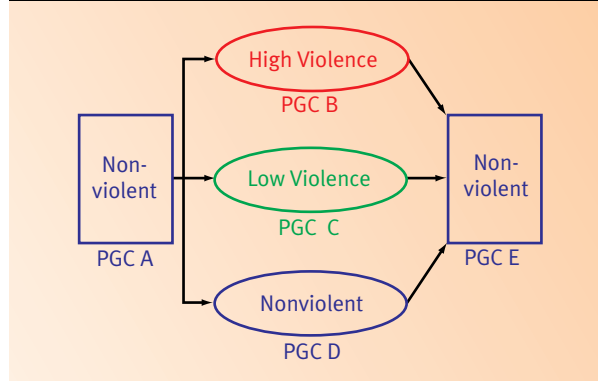 Non-
violent
PGC A
High Violence
PGC B
Low Violence
PGC C
Nonviolent
PGC D
Non-
violent
PGC E